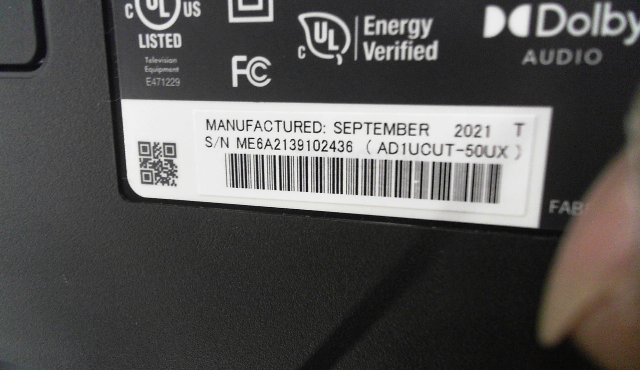 c UL US
LISTED
Television
Equipment
E471229
FC
c UL
Energy
Verified
Dolby
AUDIO
MANUFACTURED: SEPTEMBER 2021 T
S/N ME6A2139102436 ( AD1UCUT-50UX )
FAB